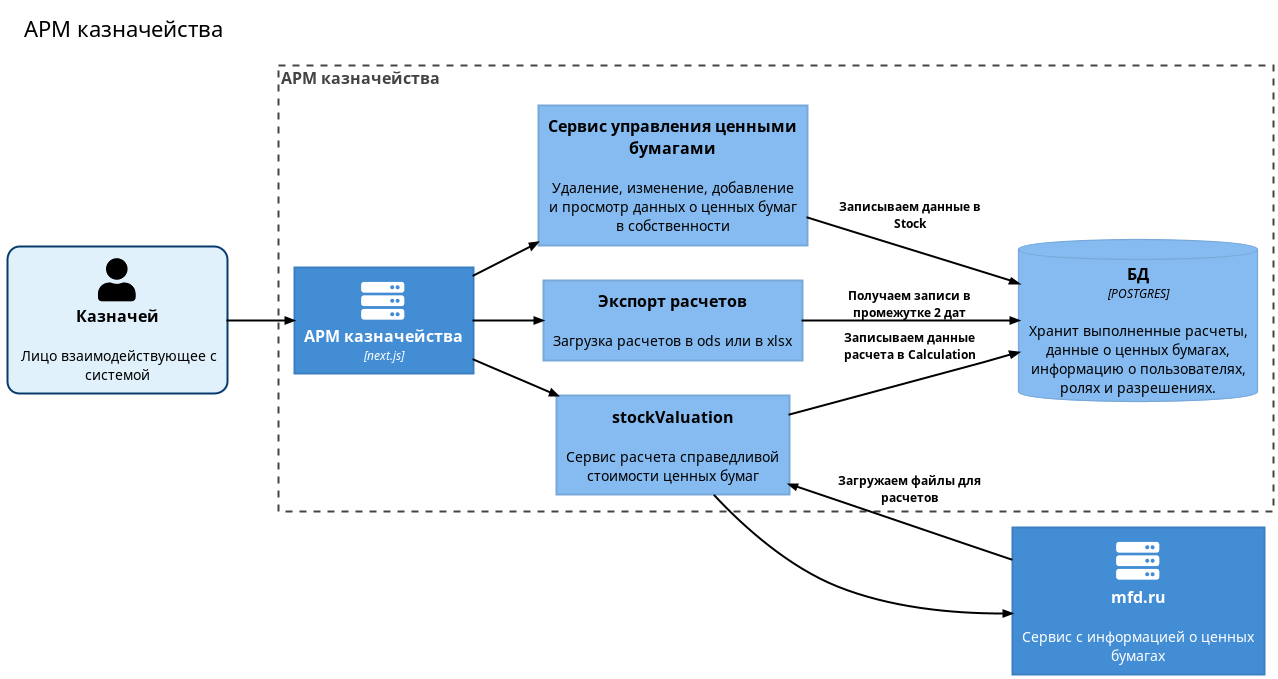 АРМ казначейства
АРМ казначейства
Сервис управления ценными
бумагами
Удаление, изменение, добавление
и просмотр данных о ценных бумаг
в собственности
Записываем данные в
Stock
Казначей
Лицо взаимодействующее с
системой
АРМ казначейства
[next.js]
Экспорт расчетов
Загрузка расчетов в ods или в xlsx
Получаем записи в
промежутке 2 дат
Записываем данные
расчета в Calculation
БД
[POSTGRES]
Хранит выполненные расчеты,
данные о ценных бумагах,
информацию о пользователях,
ролях и разрешениях.
stockValuation
Сервис расчета справедливой
стоимости ценных бумаг
Загружаем файлы для
расчетов
mfd.ru
Сервис с информацией о ценных
бумагах